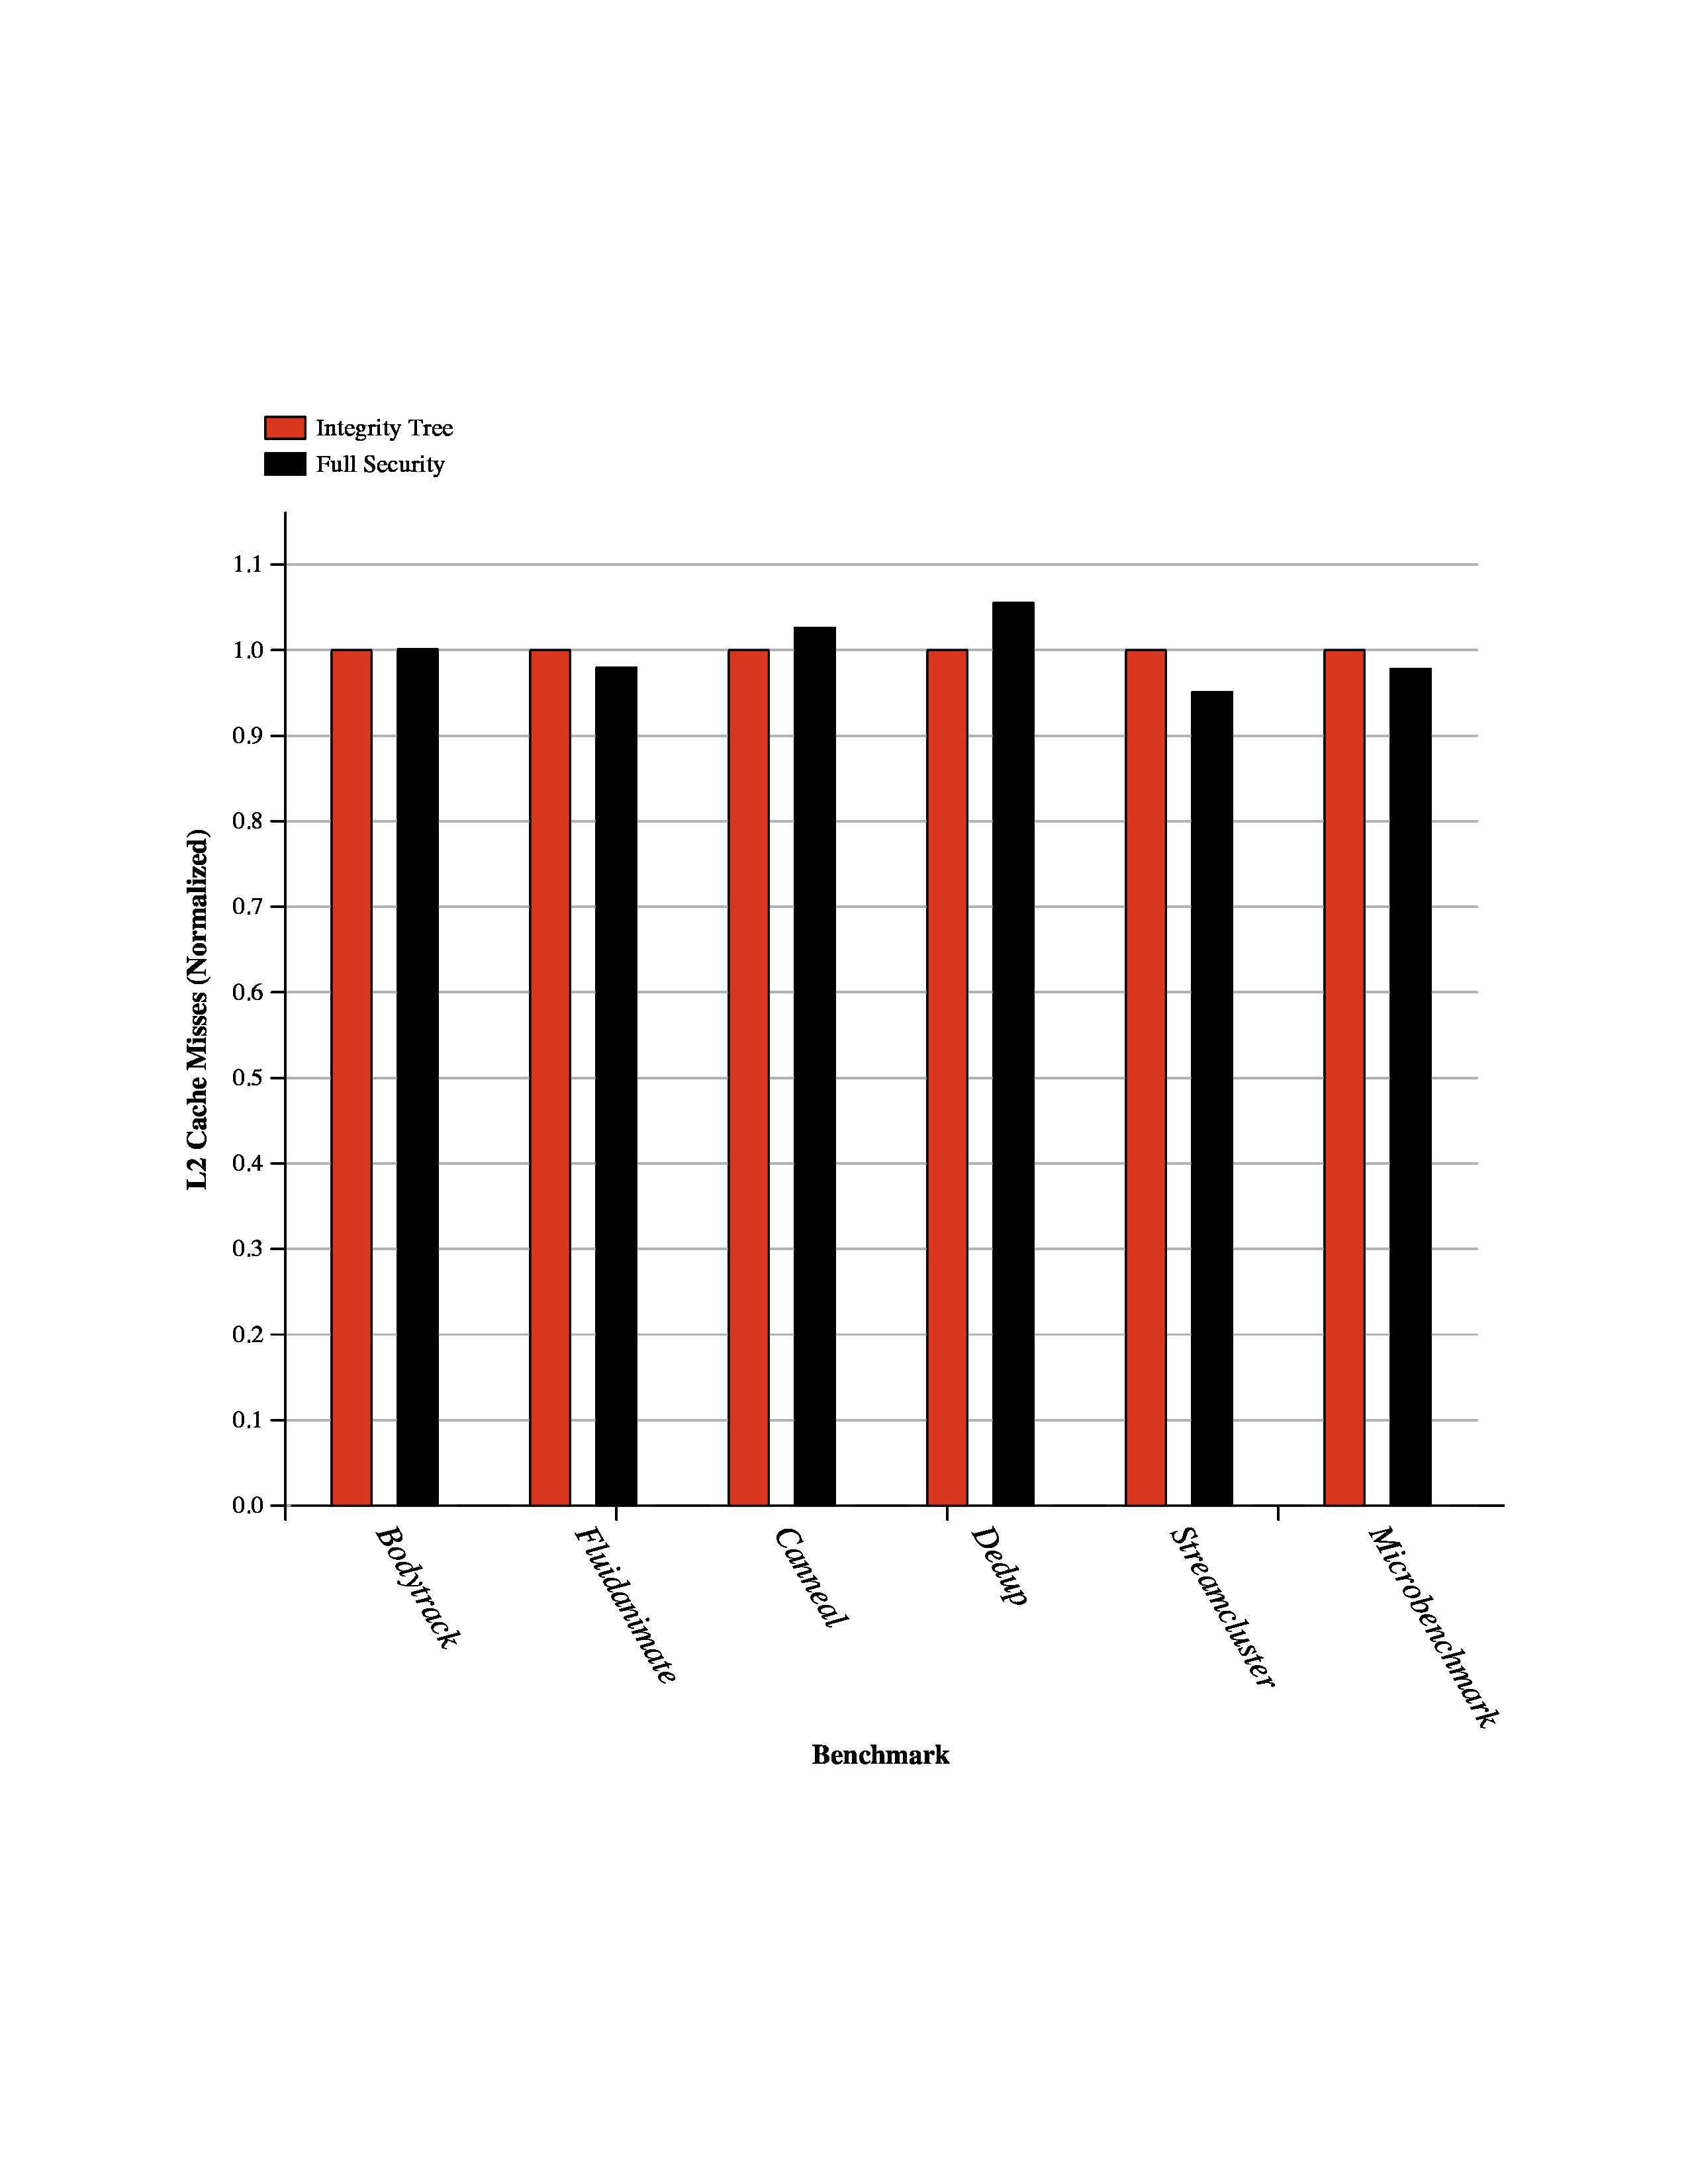 Integrity Tree
Full Security
1.1
1.0
0.9
0.8
0.7
0.6
0.5
0.4
0.3
0.2
0.1
0.0
L2 Cache Misses (Normalized)
Bodytrack
Fluidanimate
Canneal
Dedup
Streamcluster
Microbenchmark
Benchmark